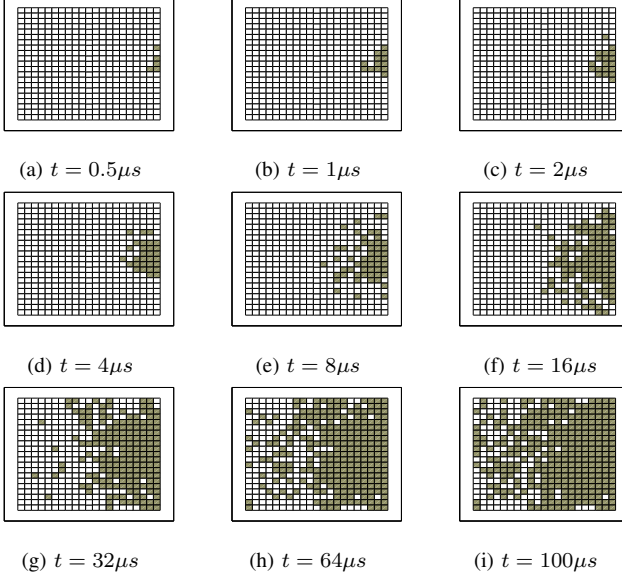 (a) t = 0.5μs
(b) t = 1μs
(c) t = 2μs
(d) t = 4μs
(e) t = 8μs
(f) t = 16μs
(g) t = 32μs
(h) t = 64μs
(i) t = 100μs